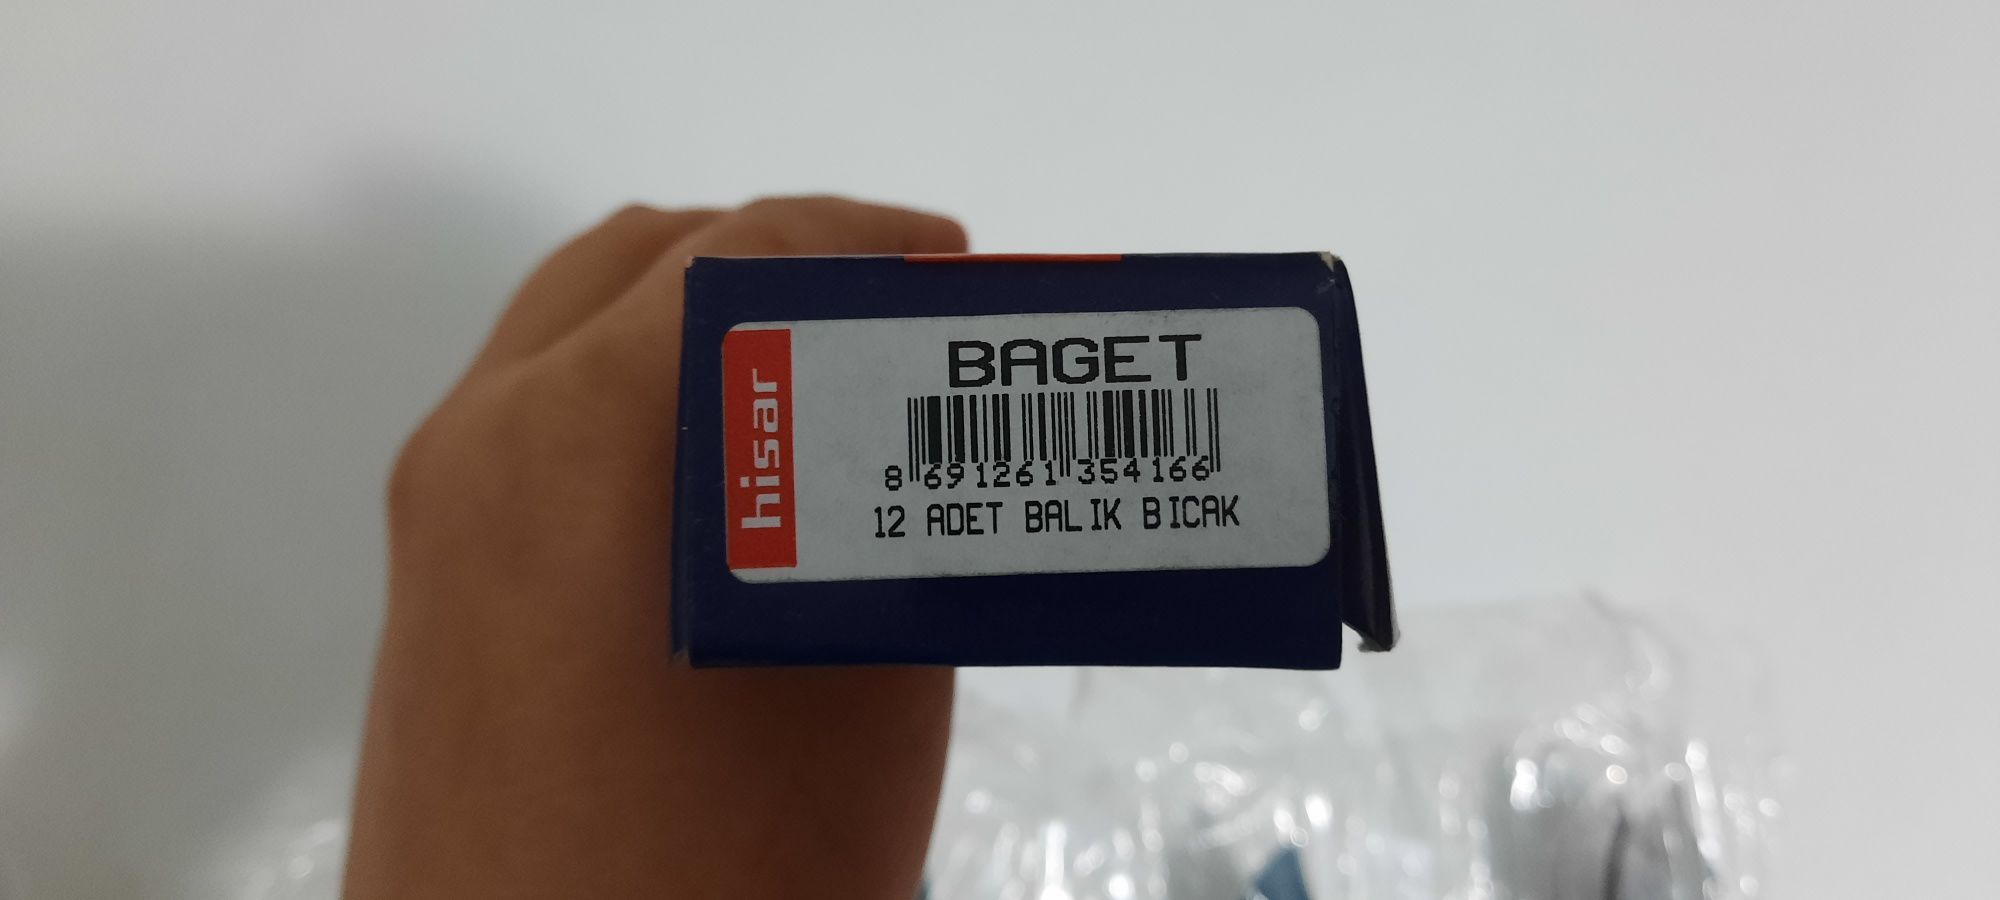 hisar
BAGET
8 691261 354166
12 ADET BALIK BICAK